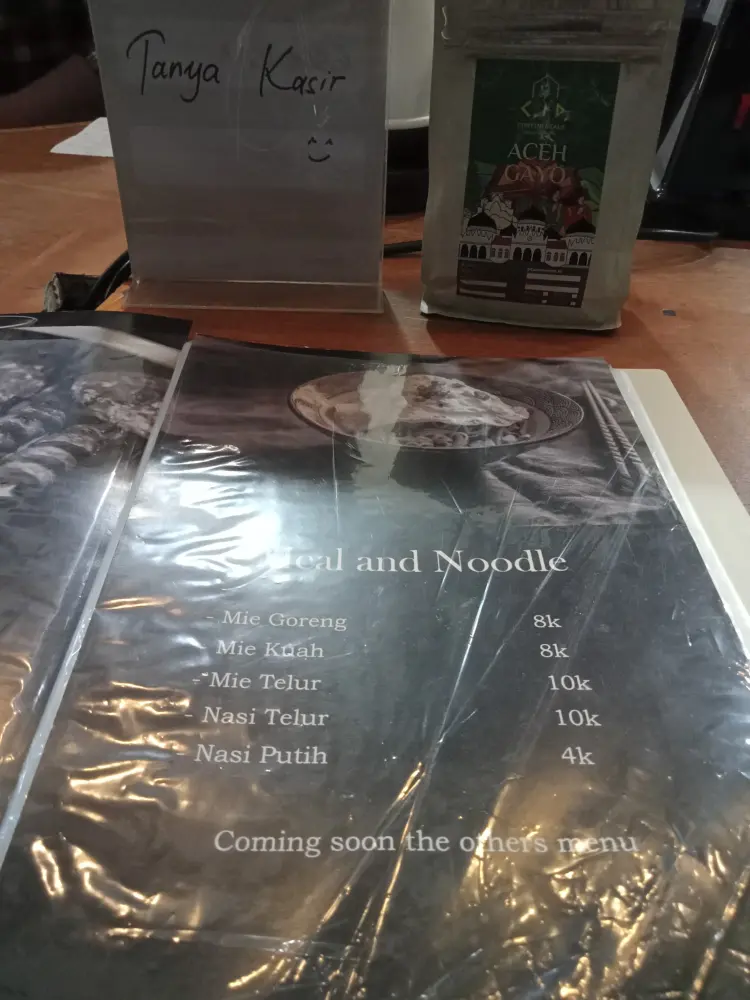 Tanya Kasir
ACEH
GAYO
and Noodle
- Mie Goreng 8k
- Mie Kuah 8k
- Mie Telur 10k
- Nasi Telur 10k
- Nasi Putih 4k
Coming soon the others menu